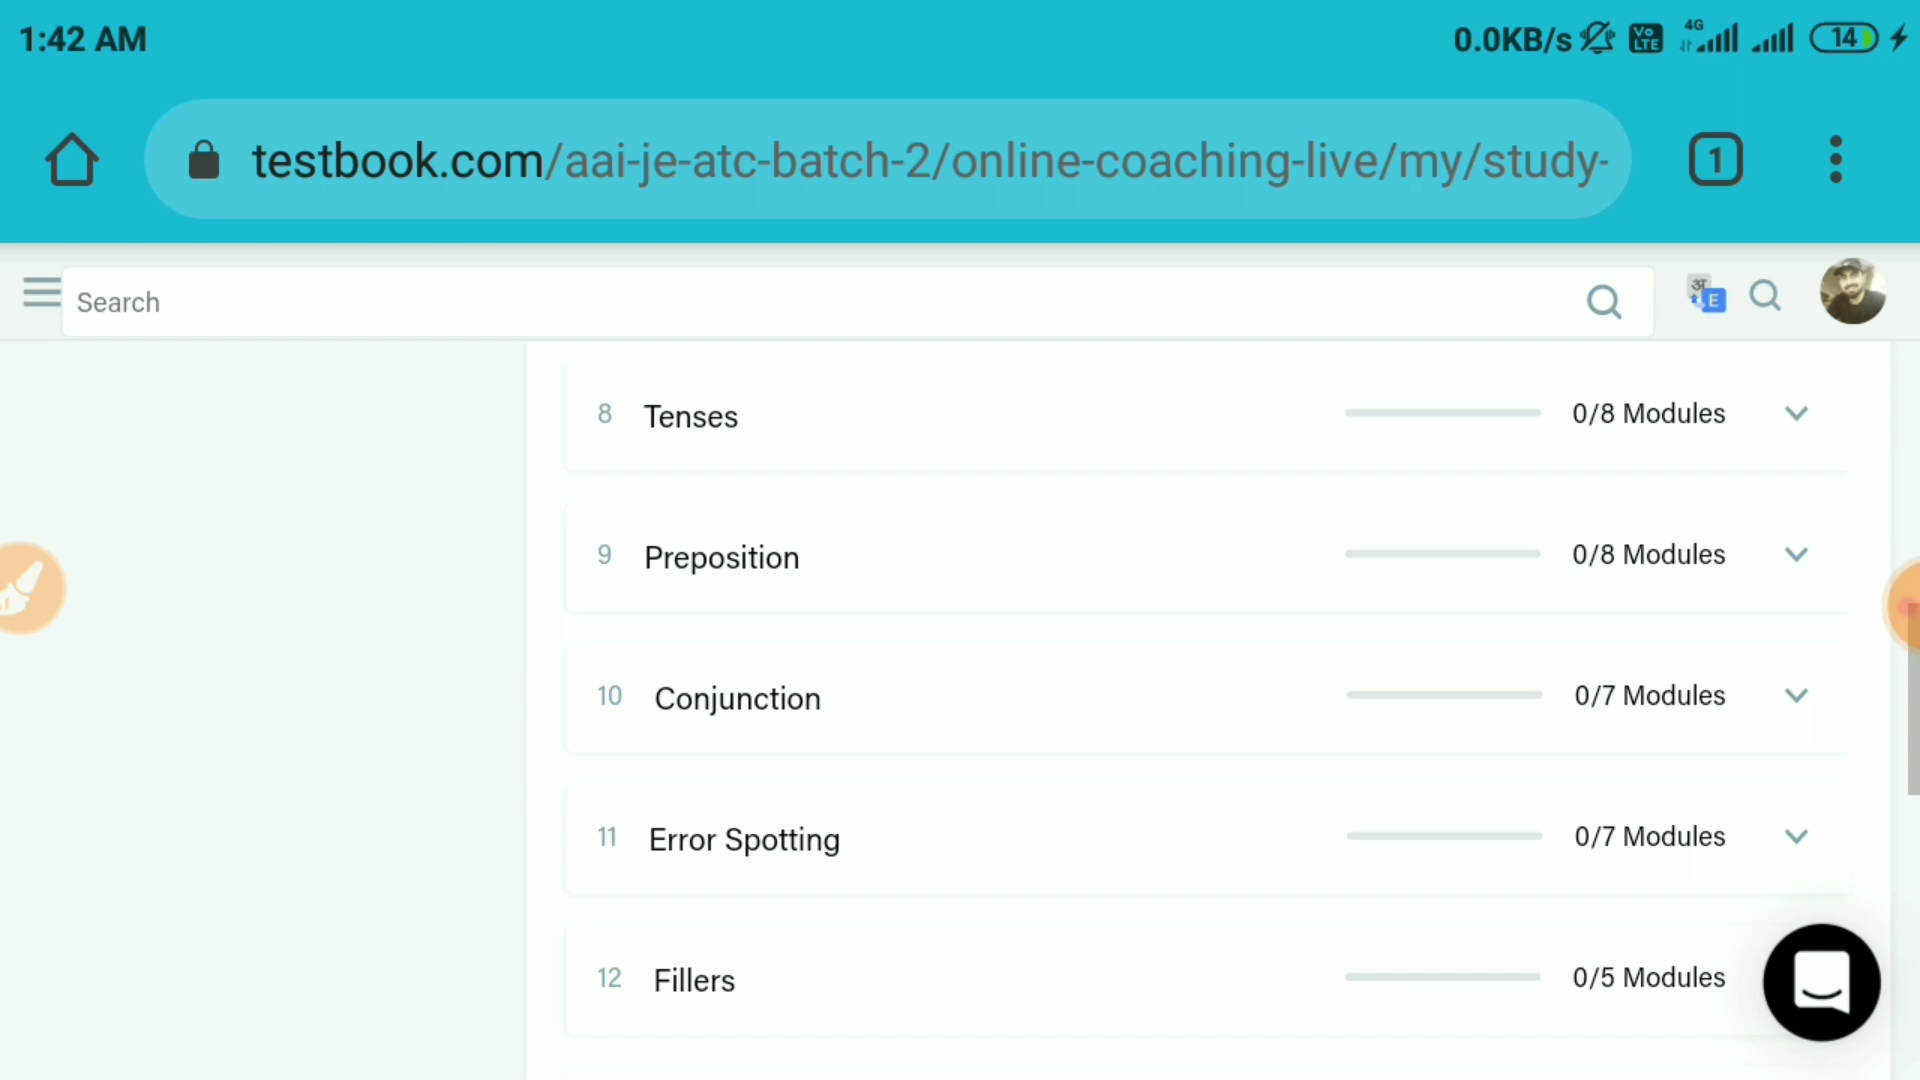 1:42 AM 0.0KB/s Vo LTE 4G 14
testbook.com/aai-je-atc-batch-2/online-coaching-live/my/study-
1
Search
अ E
8 Tenses 0/8 Modules
9 Preposition 0/8 Modules
10 Conjunction 0/7 Modules
11 Error Spotting 0/7 Modules
12 Fillers 0/5 Modules